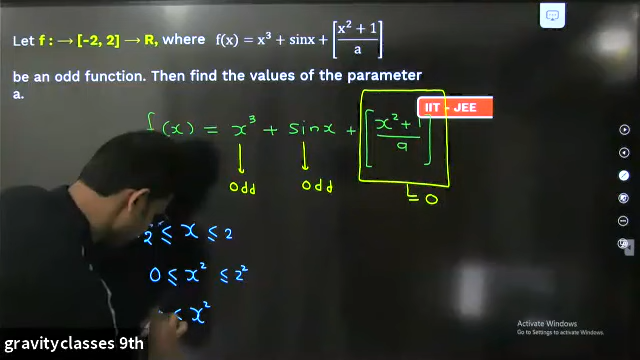 Let f : → [-2, 2] → R, where f(x) = x³ + sinx + [x² + 1 / a]
be an odd function. Then find the values of the parameter
a.
IIT - JEE
f(x) = x³ + sinx + [x² + 1 / a]
odd odd = 0
2 ≤ x ≤ 2
0 ≤ x² ≤ 2²
≤ x²
Activate Windows
Go to Settings to activate Windows.
gravityclasses 9th